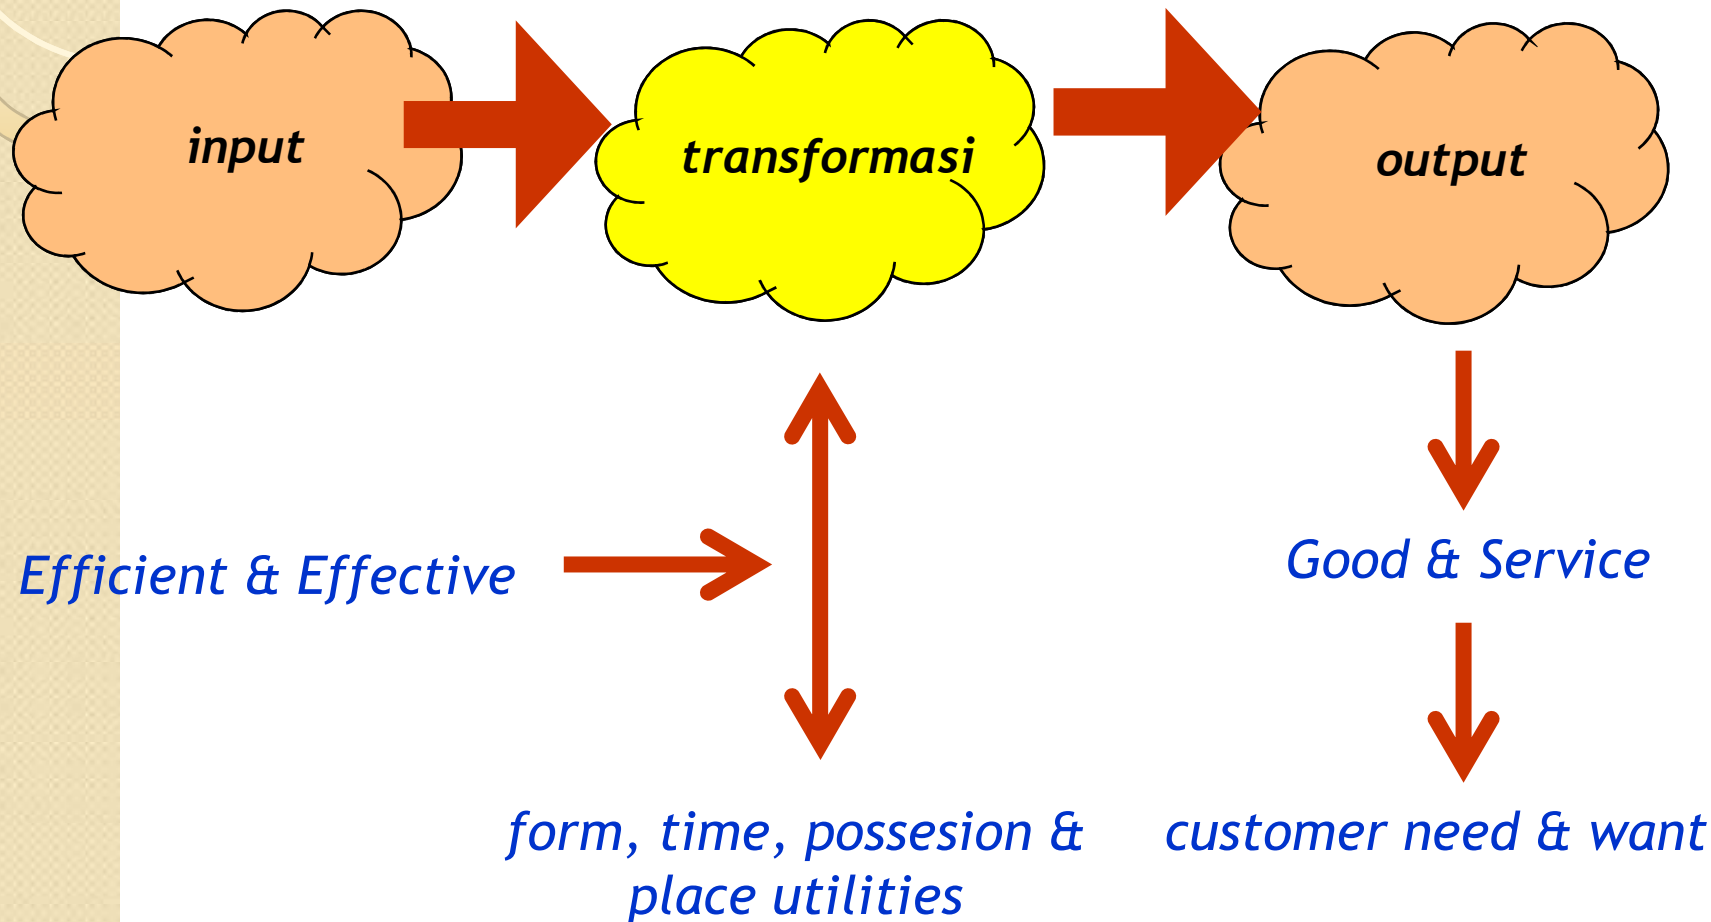 input
transformasi
output
Efficient & Effective
Good & Service
form, time, possesion &
place utilities
customer need & want